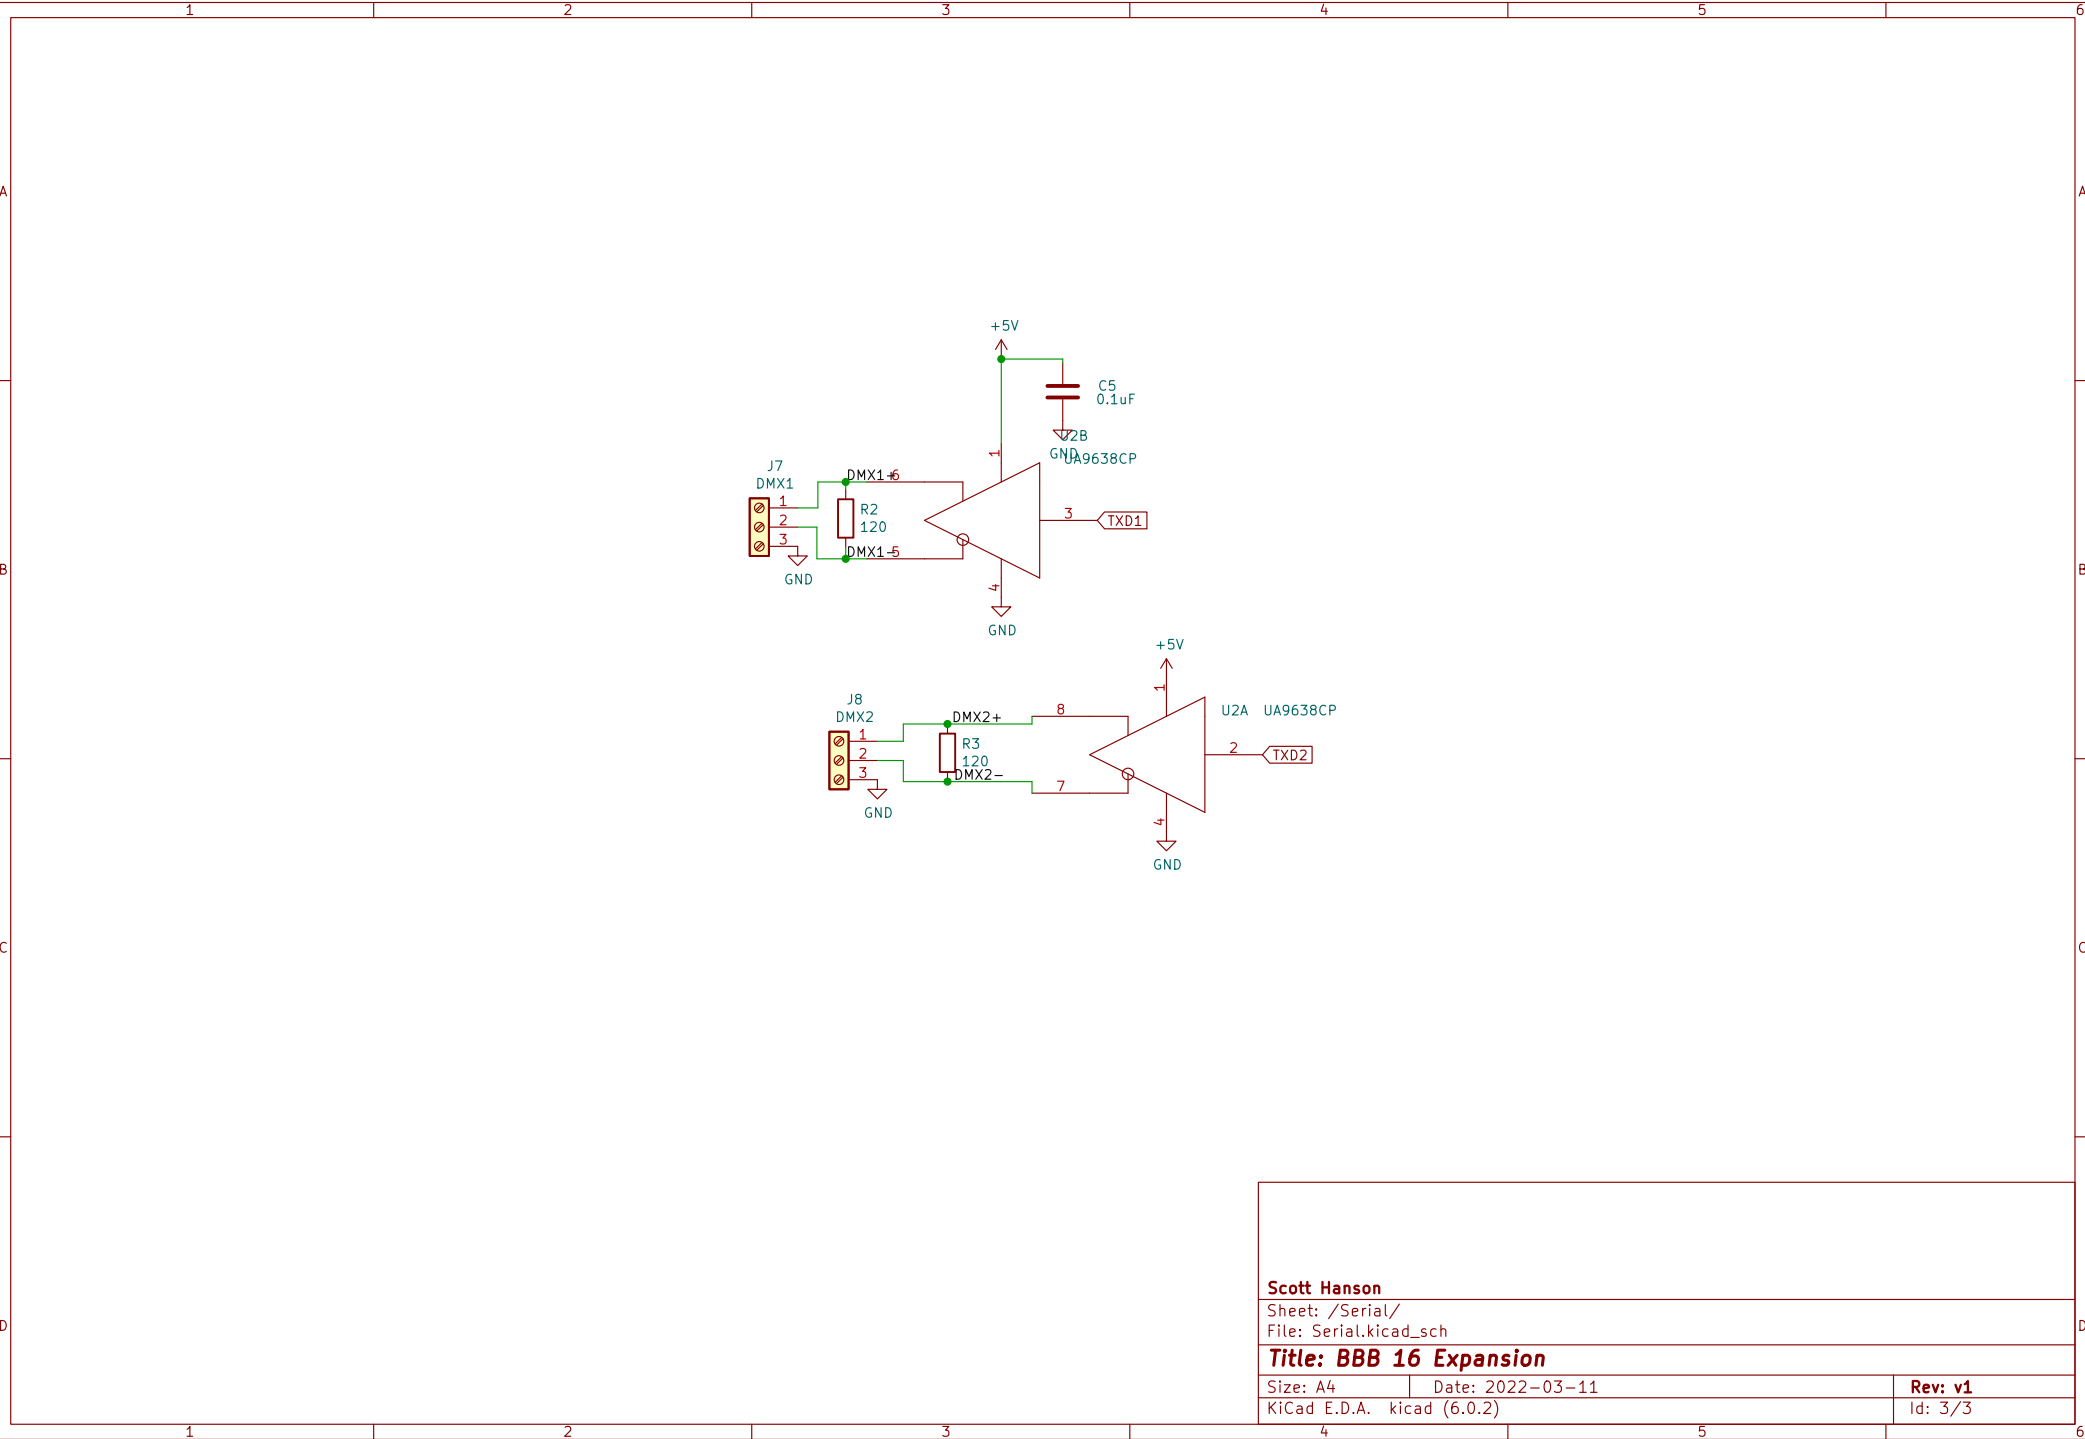 1 2 3 4 5 6
A A
+5V
C5
0.1uF
U2B
GND
UA9638CP
1
J7
DMX1
DMX1+ 6
1
2
3
R2
120
3 TXD1
DMX1- 5
GND
4
GND
+5V
1
J8
DMX2
U2A UA9638CP
8
DMX2+
1
2
3
R3
120
2 TXD2
DMX2-
7
GND
4
GND
B B
C C
D D
Scott Hanson
Sheet: /Serial/
File: Serial.kicad_sch
Title: BBB 16 Expansion
Size: A4 Date: 2022-03-11 Rev: v1
KiCad E.D.A. kicad (6.0.2) Id: 3/3
1 2 3 4 5 6